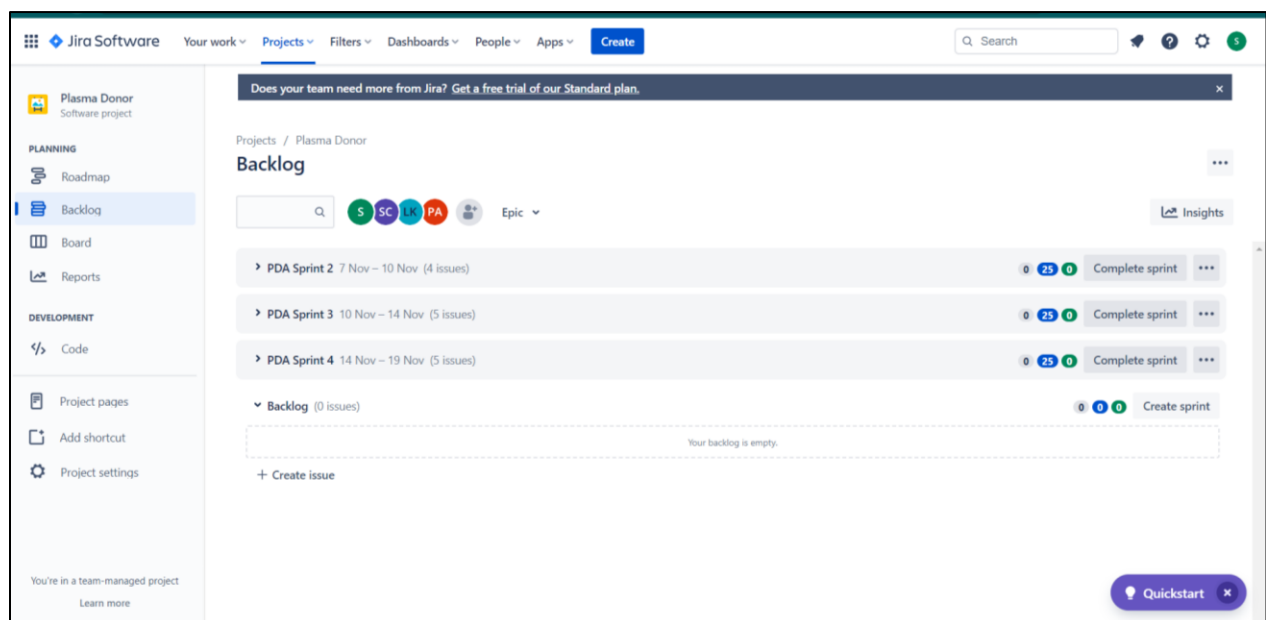 Jira Software Your work Projects Filters Dashboards People Apps Create Search S
Does your team need more from Jira? Get a free trial of our Standard plan.
Plasma Donor
Software project
PLANNING
Roadmap
Backlog
Board
Reports
DEVELOPMENT
Code
Project pages
Add shortcut
Project settings
You're in a team-managed project
Learn more
Projects / Plasma Donor
Backlog
S SC LK PA Epic Insights
PDA Sprint 2 7 Nov – 10 Nov (4 issues) 0 25 0 Complete sprint
PDA Sprint 3 10 Nov – 14 Nov (5 issues) 0 25 0 Complete sprint
PDA Sprint 4 14 Nov – 19 Nov (5 issues) 0 25 0 Complete sprint
Backlog (0 issues) 0 0 0 Create sprint
Your backlog is empty.
+ Create issue
Quickstart